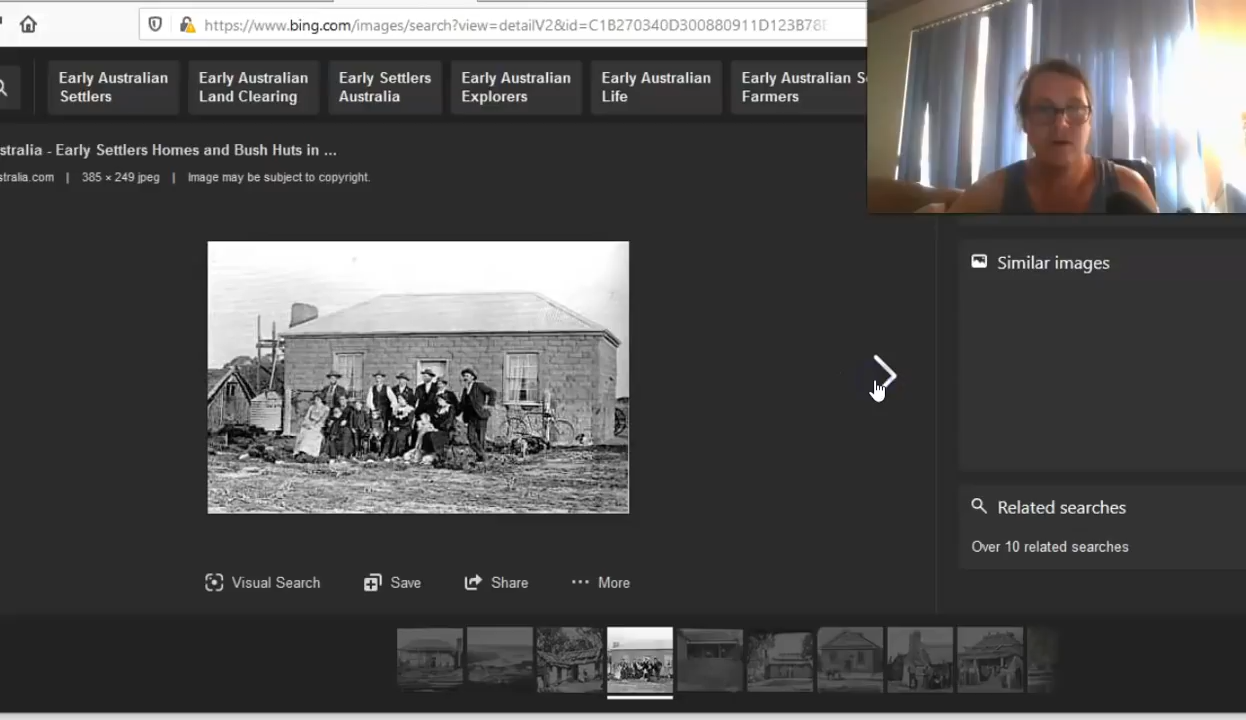 https://www.bing.com/images/search?view=detailV2&id=C1B270340D300880911D123B78
Early Australian
Settlers
Early Australian
Land Clearing
Early Settlers
Australia
Early Australian
Explorers
Early Australian
Life
Early Australian S
Farmers
stralia - Early Settlers Homes and Bush Huts in ...
stralia.com | 385 × 249 jpeg | Image may be subject to copyright.
Similar images
Related searches
Over 10 related searches
Visual Search
Save
Share
More